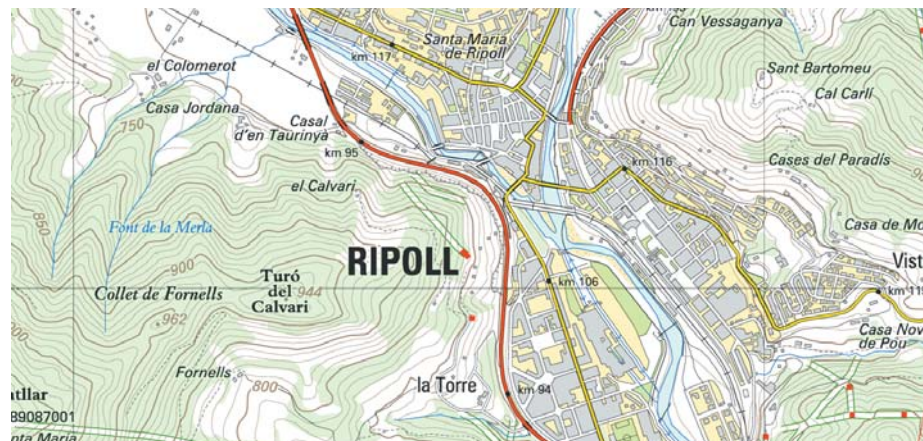 Can Vessaganya
Santa Maria
de Ripoll
km 117
el Colomerot
Sant Bartomeu
Cal Carlí
Casa Jordana
750
Casal
d'en Taurinyà
km 95
km 116
Cases del Paradís
el Calvari
850
Font de la Merla
Casa de Mo
RIPOLL
Vist
900
Turó
del
Calvari
944
Collet de Fornells
km 106
962
Casa Nov
de Pou
Fornells
800
la Torre
km 94
atllar
89087001
nta Maria